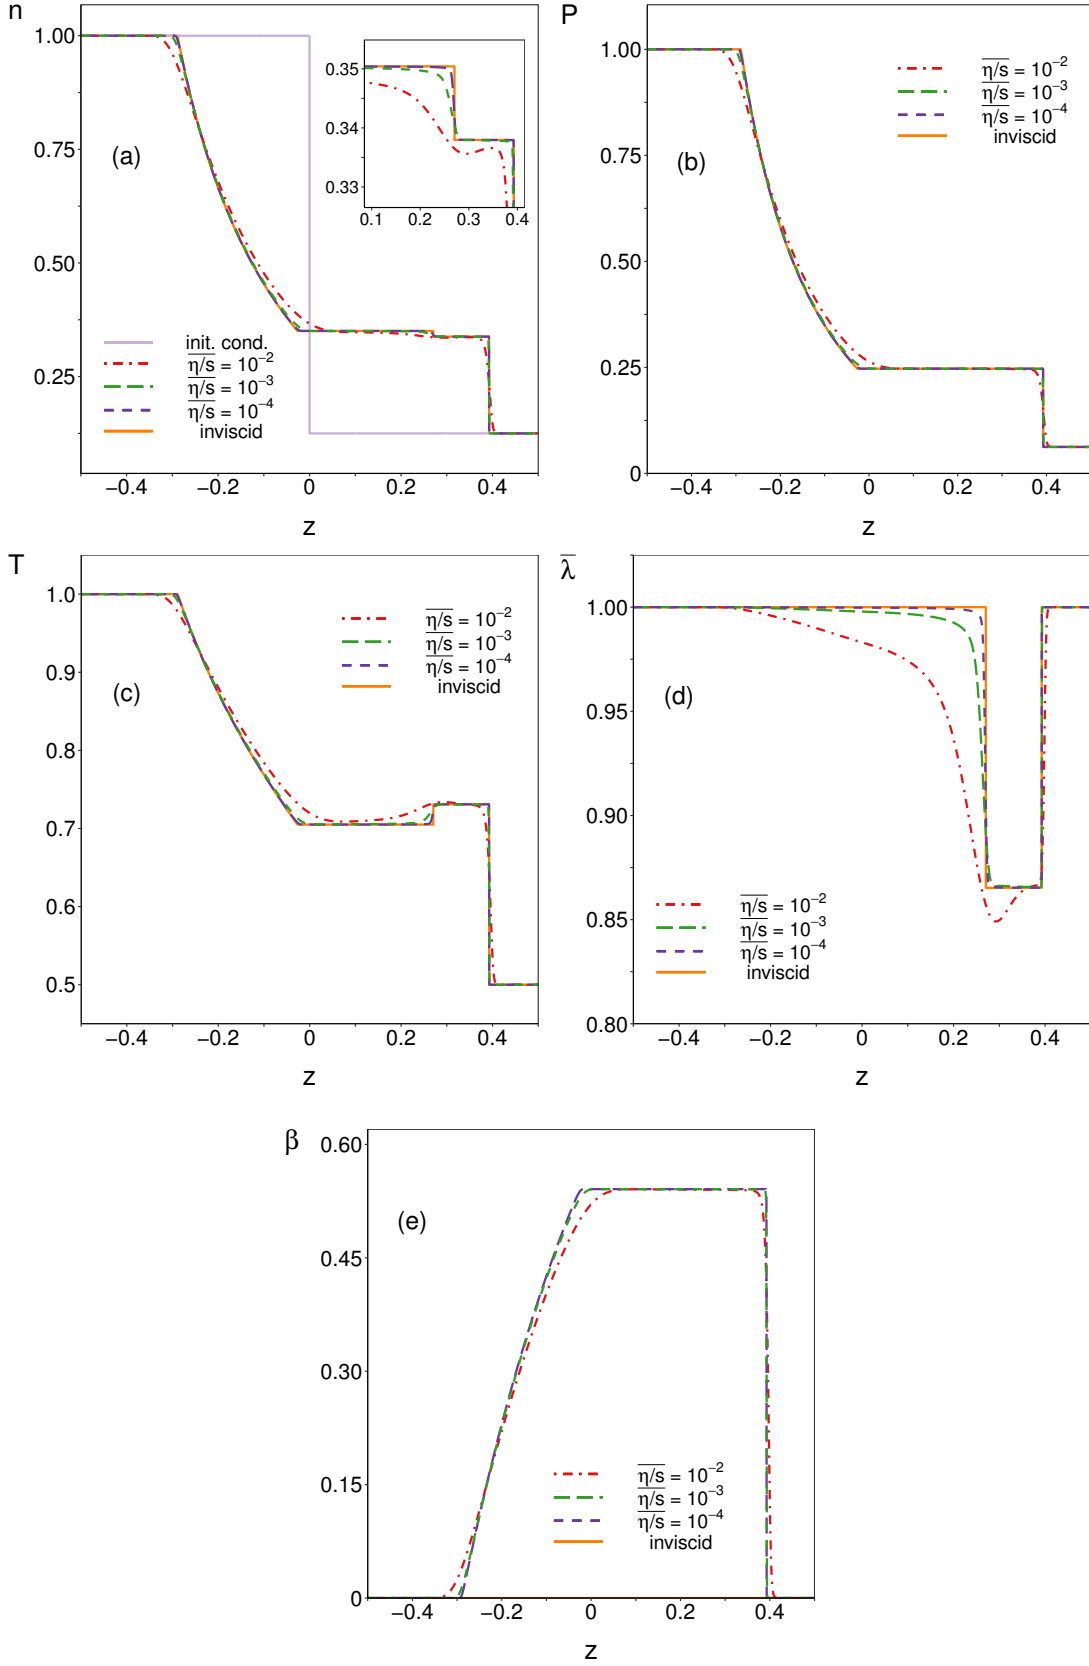 n
1.00
0.75
0.50
0.25
(a)
0.35
0.34
0.33
0.1 0.2 0.3 0.4
init. cond.
η/s = 10⁻²
η/s = 10⁻³
η/s = 10⁻⁴
inviscid
−0.4 −0.2 0 0.2 0.4
z
P
1.00
0.75
0.50
0.25
0
(b)
η/s = 10⁻²
η/s = 10⁻³
η/s = 10⁻⁴
inviscid
−0.4 −0.2 0 0.2 0.4
z
T
1.0
0.9
0.8
0.7
0.6
0.5
(c)
η/s = 10⁻²
η/s = 10⁻³
η/s = 10⁻⁴
inviscid
−0.4 −0.2 0 0.2 0.4
z
λ
1.00
0.95
0.90
0.85
0.80
(d)
η/s = 10⁻²
η/s = 10⁻³
η/s = 10⁻⁴
inviscid
−0.4 −0.2 0 0.2 0.4
z
β
0.60
0.45
0.30
0.15
0
(e)
η/s = 10⁻²
η/s = 10⁻³
η/s = 10⁻⁴
inviscid
−0.4 −0.2 0 0.2 0.4
z